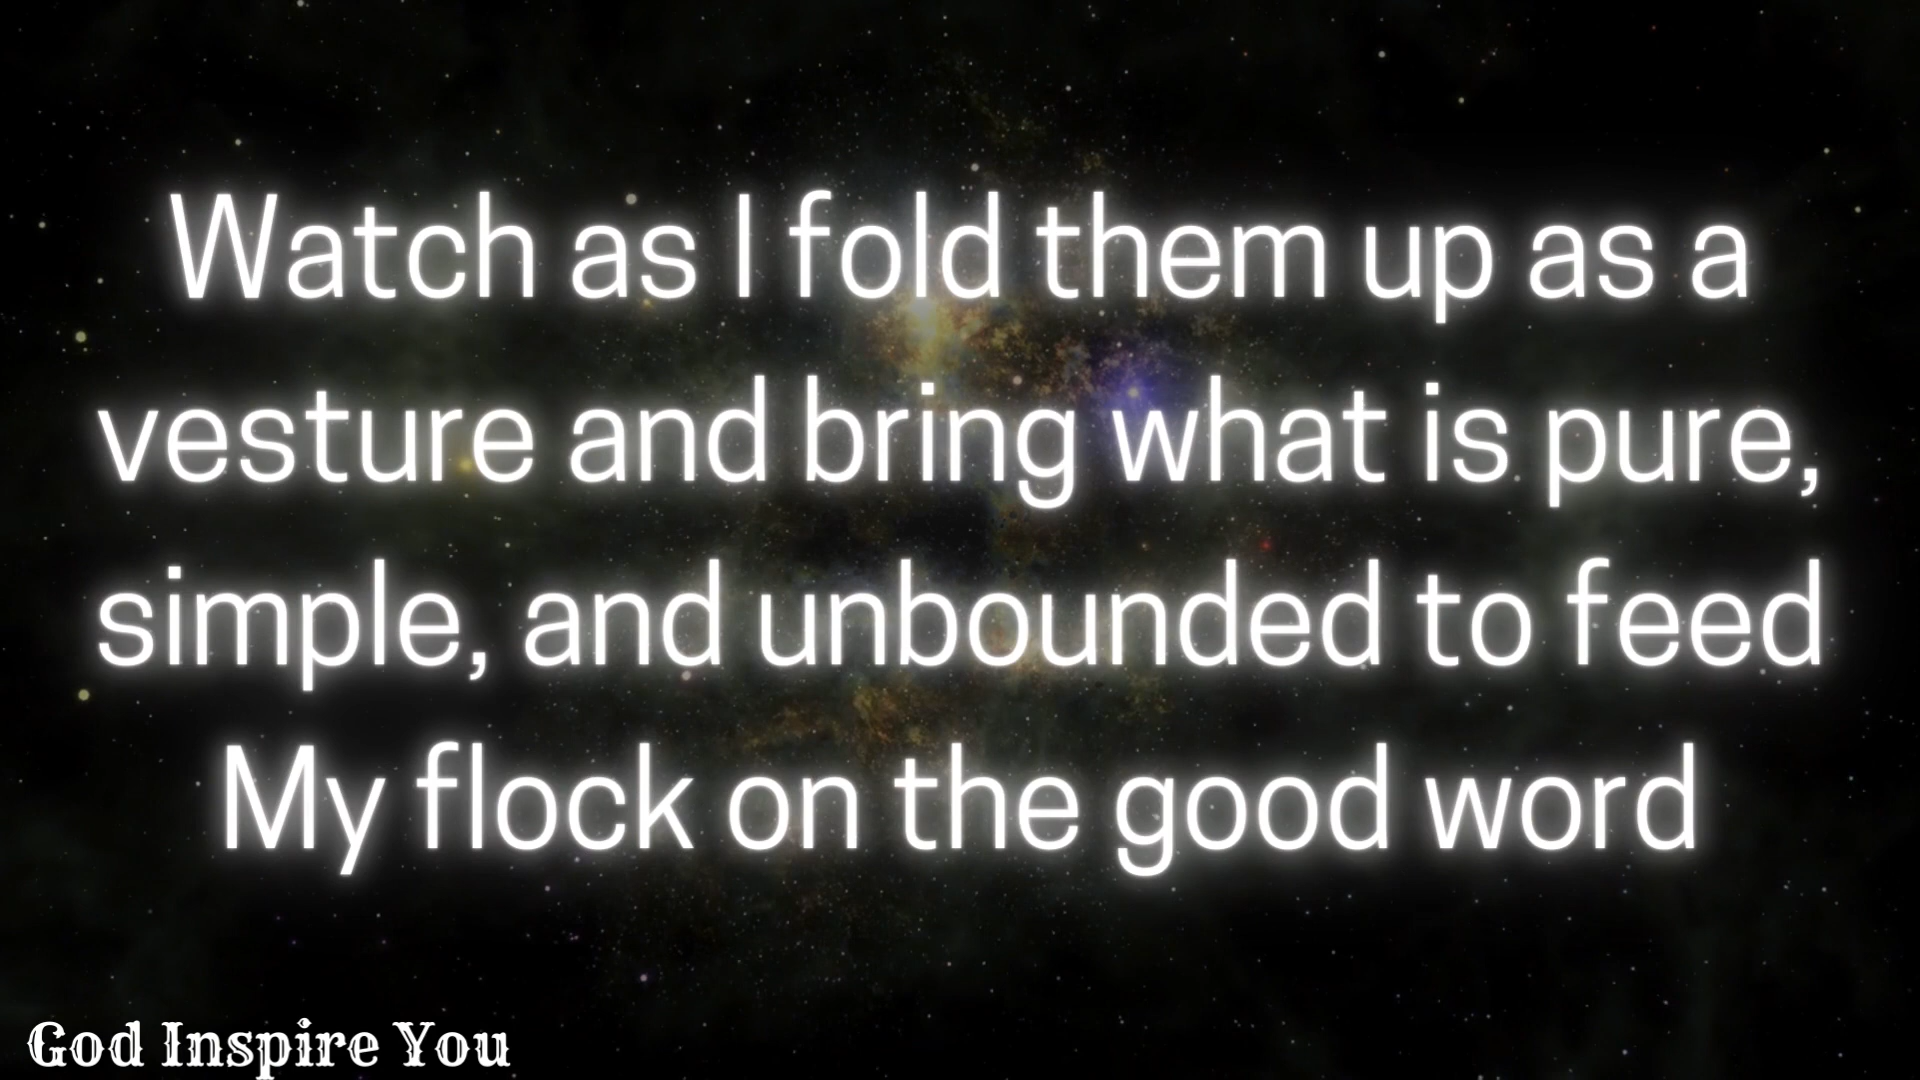 Watch as I fold them up as a
vesture and bring what is pure,
simple, and unbounded to feed
My flock on the good word
God Inspire You